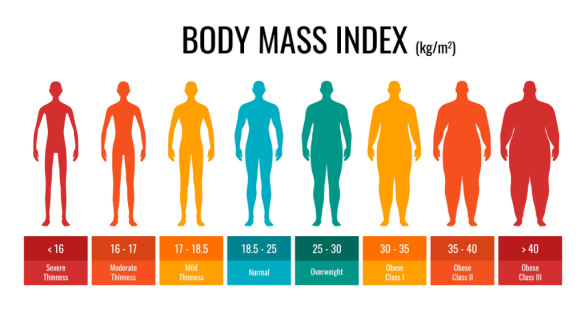 BODY MASS INDEX (kg/m²)
< 16
16 - 17
17 - 18.5
18.5 - 25
25 - 30
30 - 35
35 - 40
> 40
Severe
Thinness
Moderate
Thinness
Mild
Thinness
Normal
Overweight
Obese
Class I
Obese
Class II
Obese
Class III